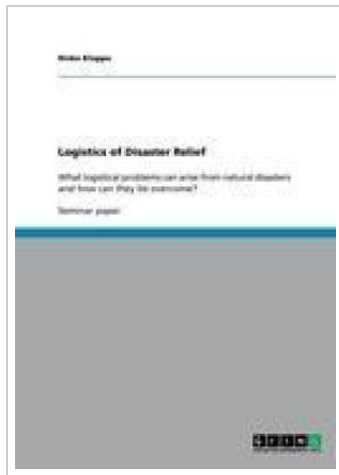 Logistics of Disaster Relief
What logistical problems can arise from natural disasters
and how can they be overcome?
Seminar paper
GRIN